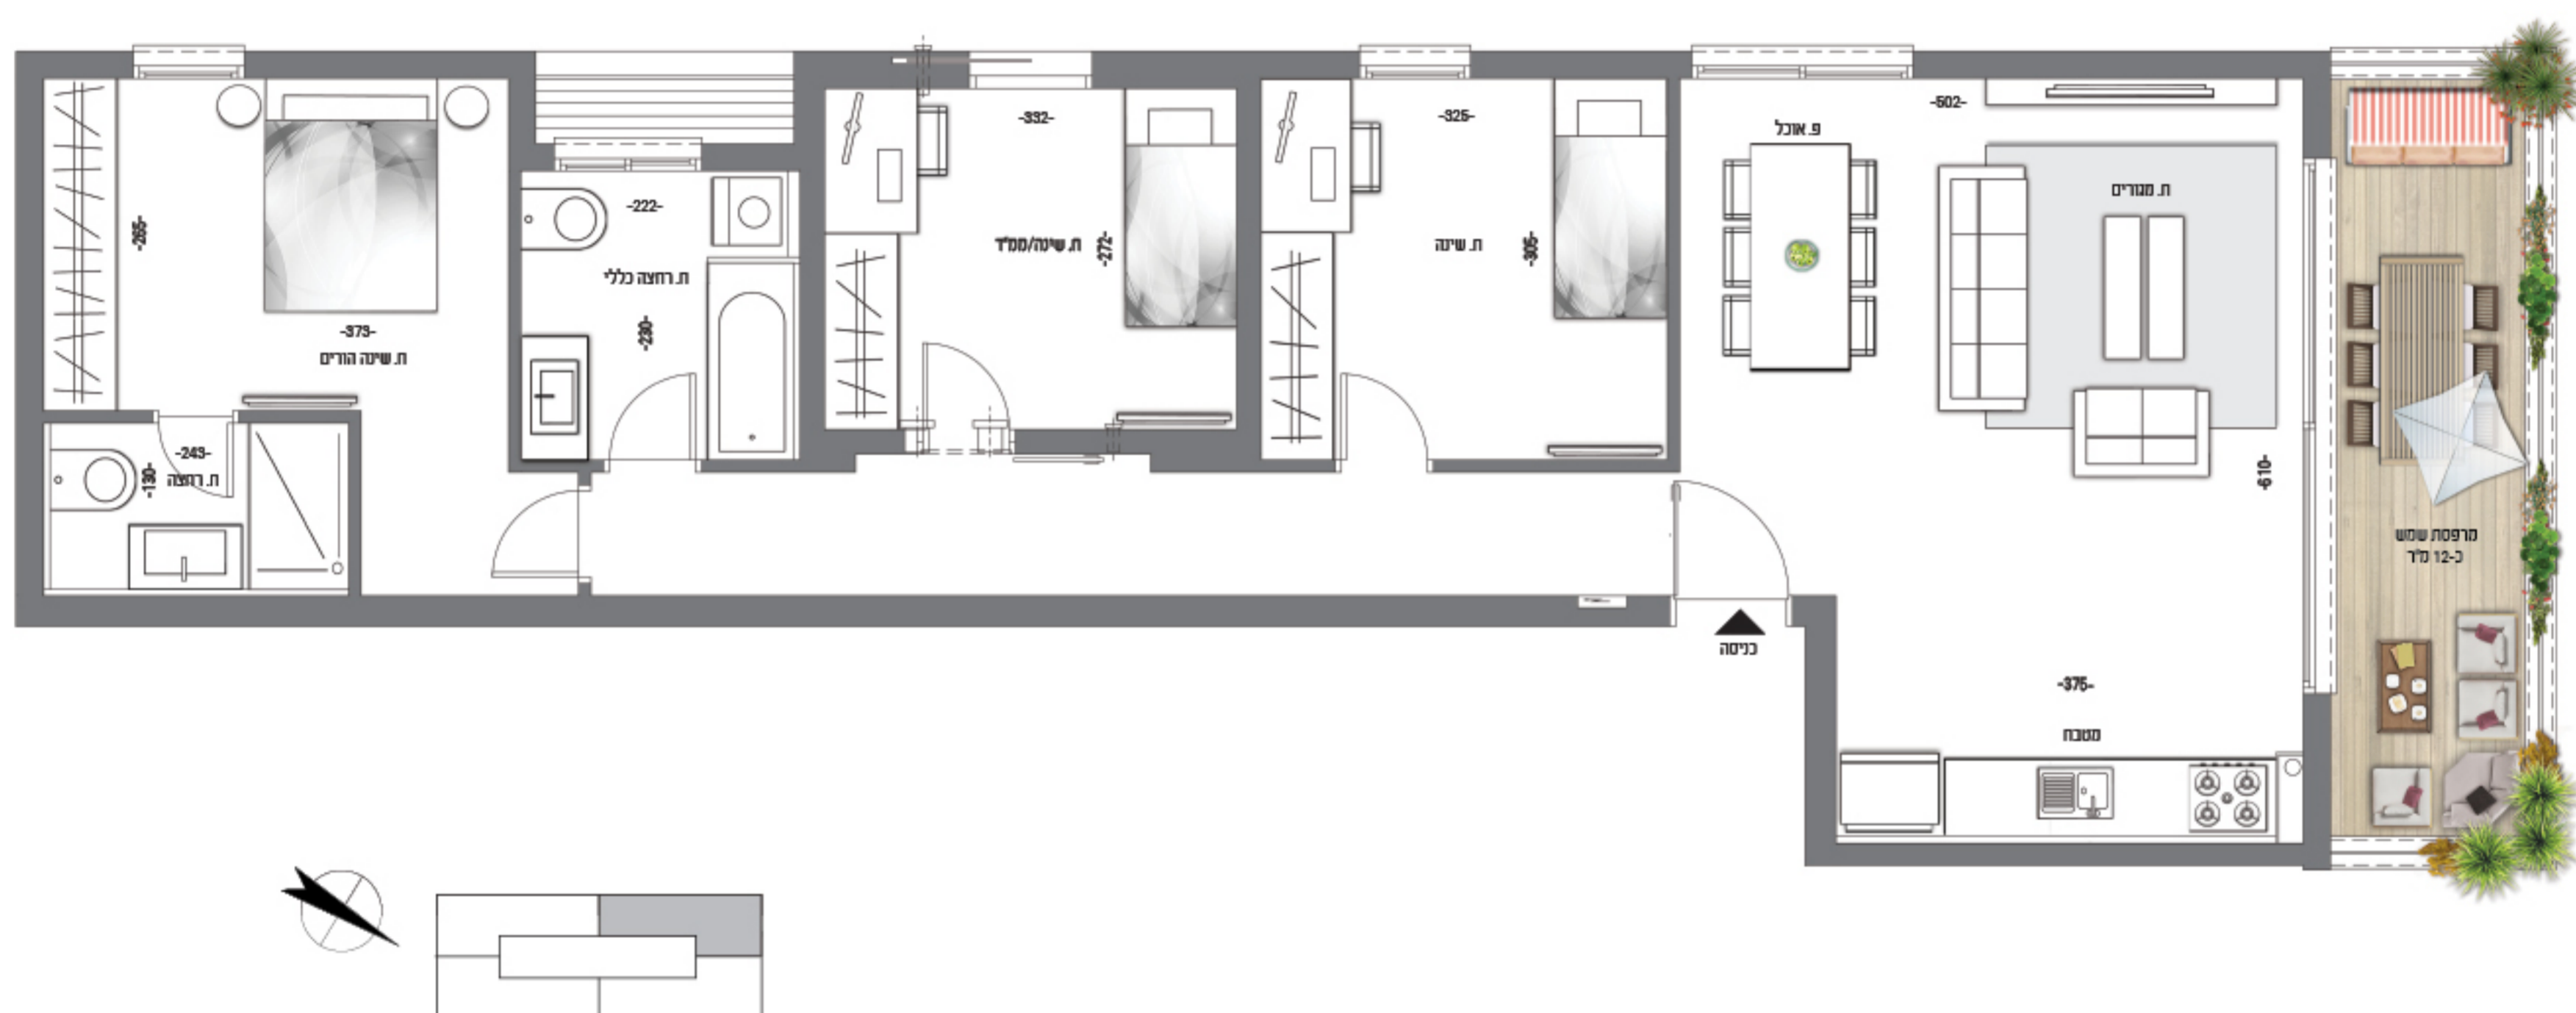 -502-
-325-
-332-
פ. אוכל
ת. מגורים
-222-
-265-
ח. שינה/ממ"ד
-272-
ח. שינה
-305-
ח. רחצה כללי
-230-
-373-
ח. שינה הורים
-243-
-130-
ח. רחצה
-610-
מרפסת שמש
כ-12 מ"ר
כניסה
-375-
מטבח